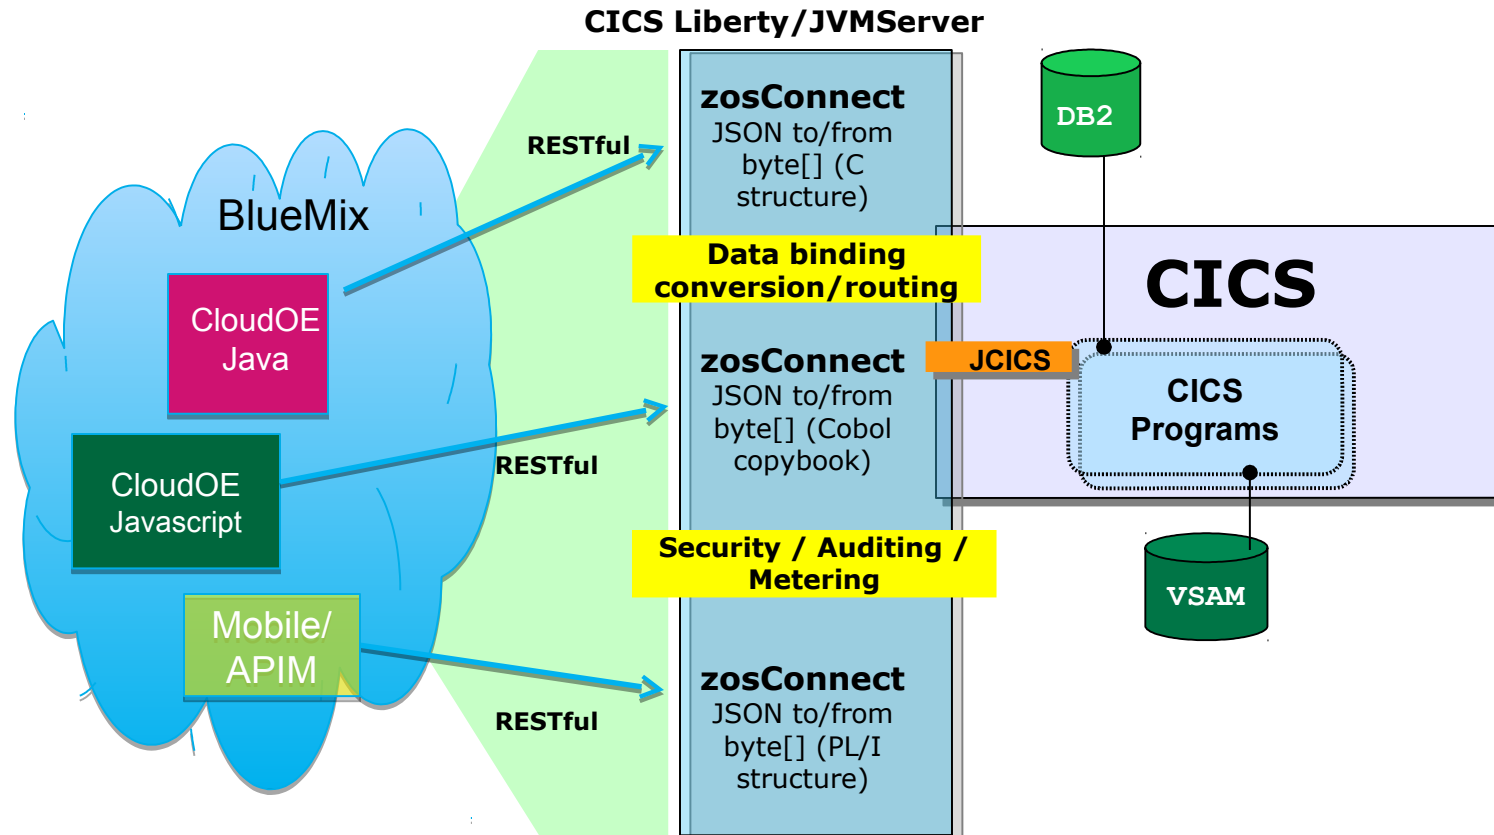 CICS Liberty/JVMServer
zosConnect
JSON to/from
byte[] (C
structure)
DB2
RESTful
BlueMix
Data binding
conversion/routing
CICS
CloudOE
Java
zosConnect
JSON to/from
byte[] (Cobol
copybook)
JCICS
CICS
Programs
RESTful
CloudOE
Javascript
Security / Auditing /
Metering
VSAM
Mobile/
APIM
RESTful
zosConnect
JSON to/from
byte[] (PL/I
structure)